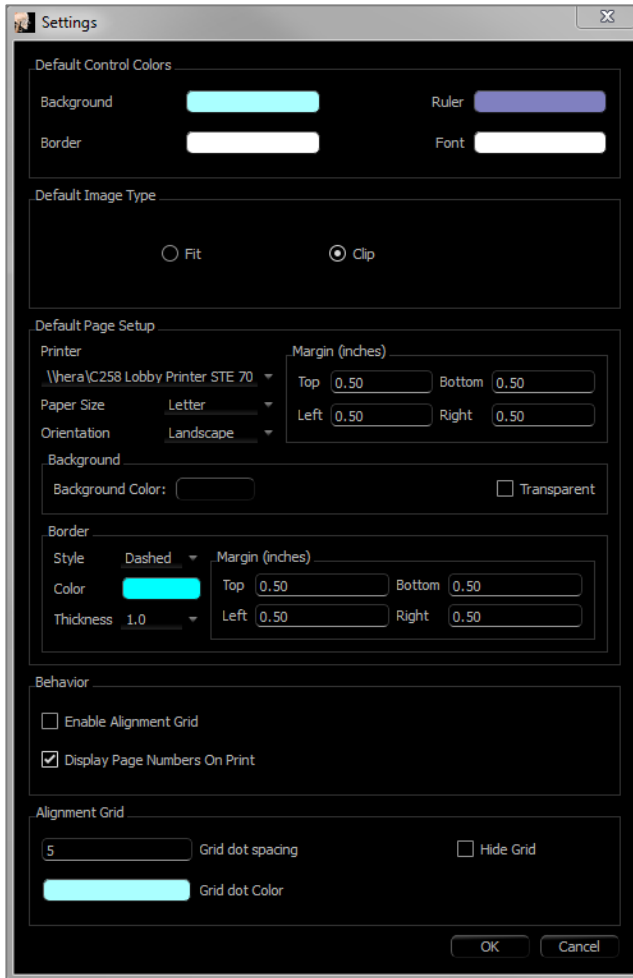 Settings
Default Control Colors
Background
Ruler
Border
Font
Default Image Type
Fit
Clip
Default Page Setup
Printer
\\hera\C258 Lobby Printer STE 70
Paper Size Letter
Orientation Landscape
Margin (inches)
Top 0.50 Bottom 0.50
Left 0.50 Right 0.50
Background
Background Color:
Transparent
Border
Style Dashed
Color
Thickness 1.0
Margin (inches)
Top 0.50 Bottom 0.50
Left 0.50 Right 0.50
Behavior
Enable Alignment Grid
Display Page Numbers On Print
Alignment Grid
5 Grid dot spacing
Hide Grid
Grid dot Color
OK Cancel